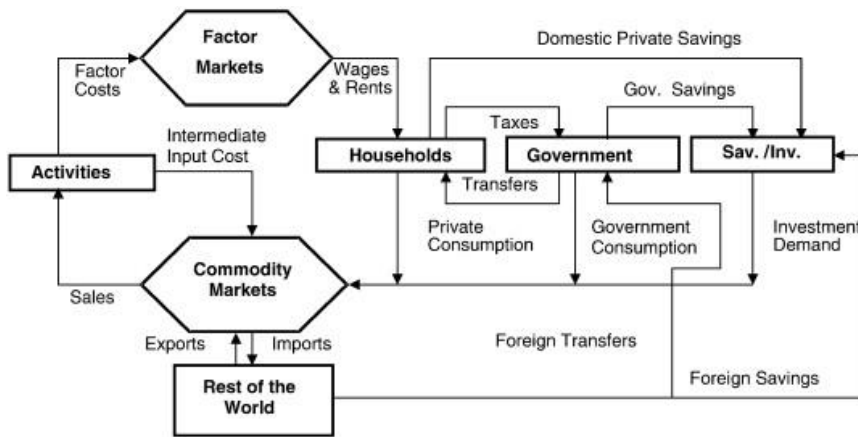 Factor
Markets
Domestic Private Savings
Factor
Costs
Wages
& Rents
Gov. Savings
Taxes
Intermediate
Input Cost
Activities
Households
Government
Sav. /Inv.
Transfers
Private
Consumption
Government
Consumption
Investment
Demand
Commodity
Markets
Sales
Exports
Imports
Foreign Transfers
Rest of the
World
Foreign Savings